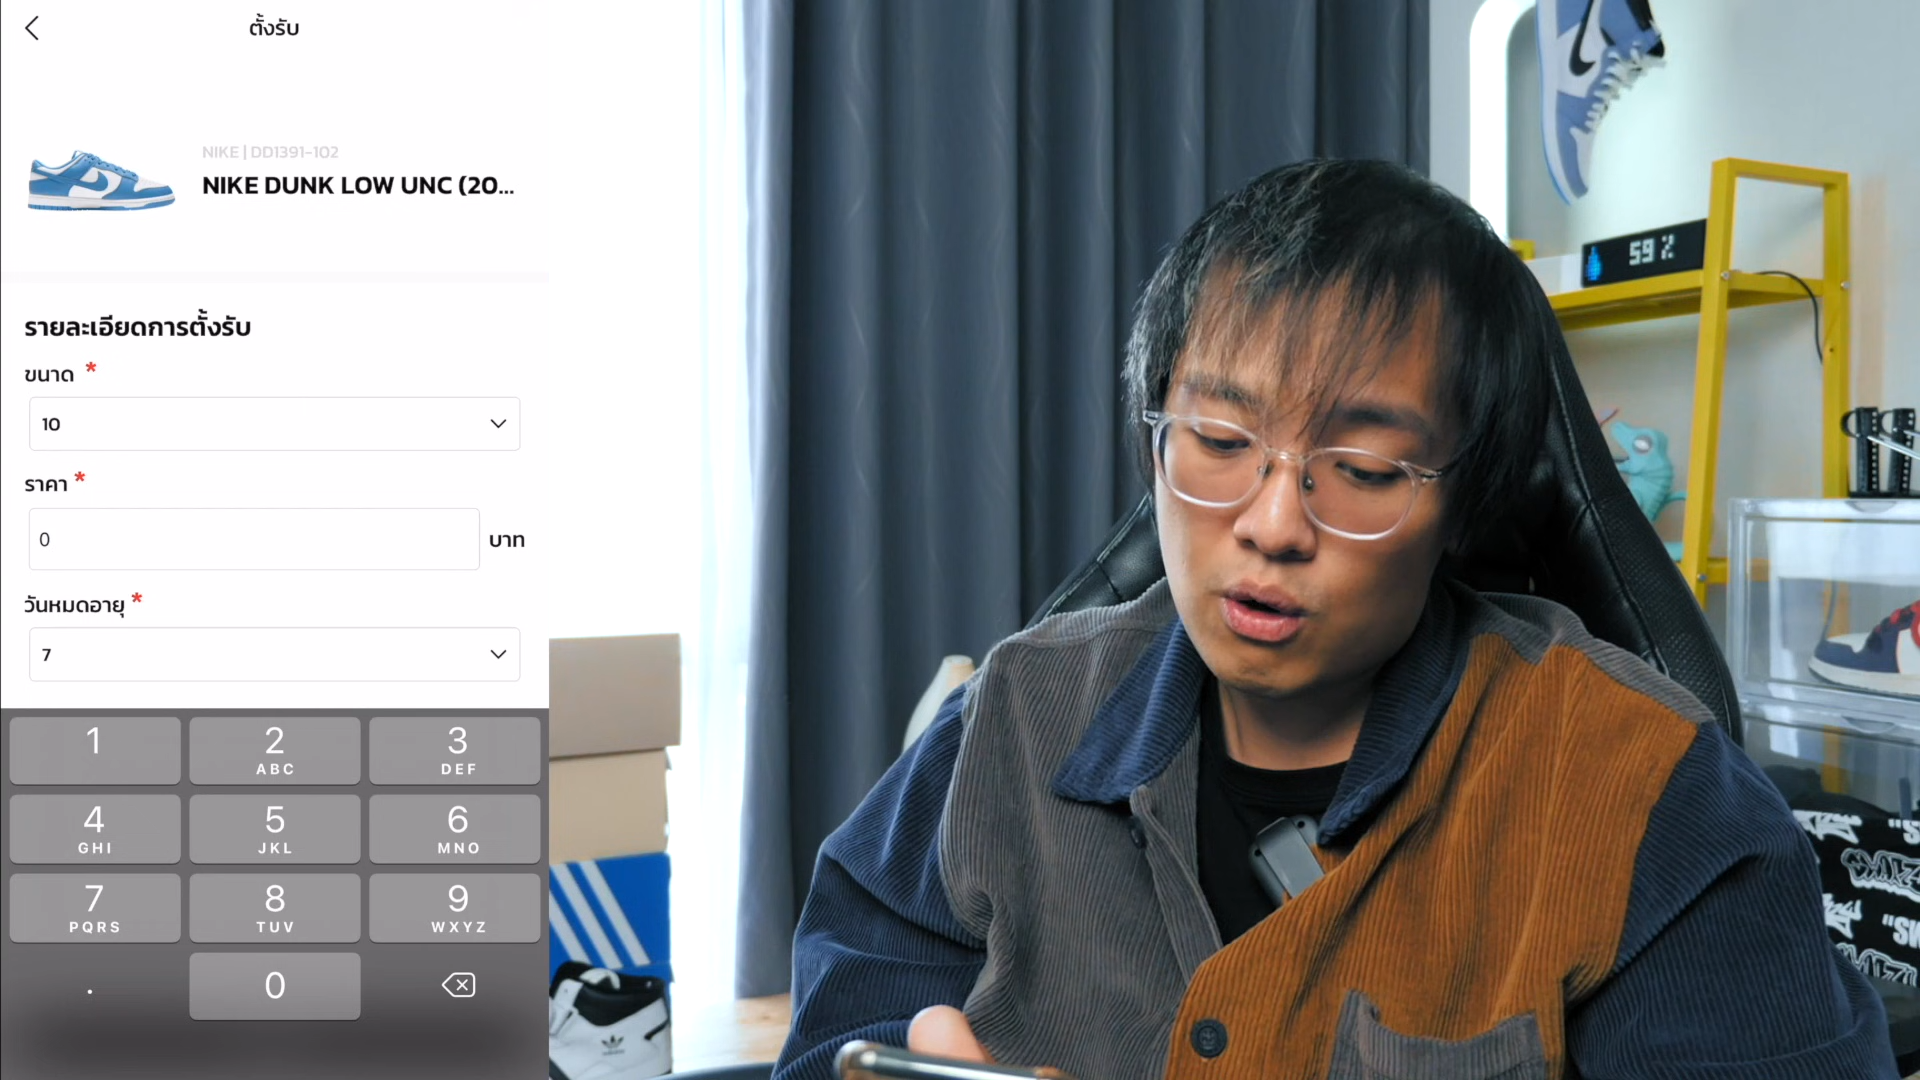 ตั้งรับ
NIKE | DD1391-102
NIKE DUNK LOW UNC (20...
รายละเอียดการตั้งรับ
ขนาด *
10
ราคา *
0 บาท
วันหมดอายุ *
7
1
2
ABC
3
DEF
4
GHI
5
JKL
6
MNO
7
PQRS
8
TUV
9
WXYZ
.
0
59%